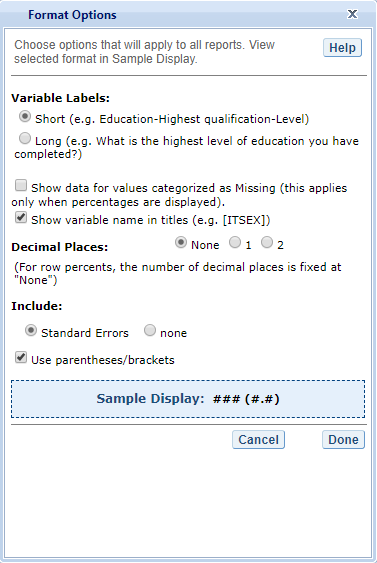 Format Options X
Choose options that will apply to all reports. View
selected format in Sample Display.
Help
Variable Labels:
Short (e.g. Education-Highest qualification-Level)
Long (e.g. What is the highest level of education you have
completed?)
Show data for values categorized as Missing (this applies
only when percentages are displayed).
Show variable name in titles (e.g. [ITSEX])
Decimal Places: None 1 2
(For row percents, the number of decimal places is fixed at
"None")
Include:
Standard Errors none
Use parentheses/brackets
Sample Display: ### (#.#)
Cancel Done